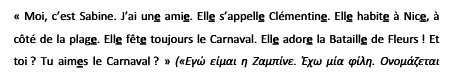 « Moi, c’est Sabine. J’ai une amie. Elle s’appelle Clémentine. Elle habite à Nice, à
côté de la plage. Elle fête toujours le Carnaval. Elle adore la Bataille de Fleurs ! Et
toi ? Tu aimes le Carnaval ? » («Εγώ είμαι η Ζαμπίνε. Έχω μία φίλη. Ονομάζεται